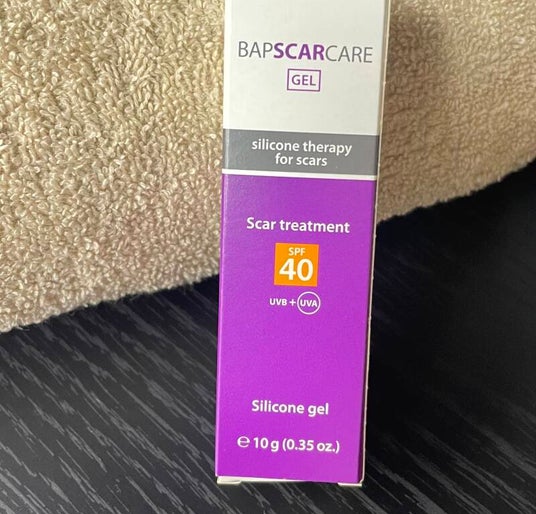 BAPSCARCARE
GEL
silicone therapy
for scars
Scar treatment
SPF
40
UVB + UVA
Silicone gel
℮ 10 g (0.35 oz.)